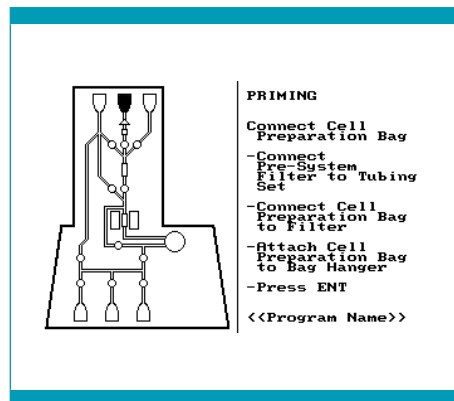 PRIMING
Connect Cell
Preparation Bag
-Connect
Pre-System
Filter to Tubing
Set
-Connect Cell
Preparation Bag
to Filter
-Attach Cell
Preparation Bag
to Bag Hanger
-Press ENT
<<Program Name>>